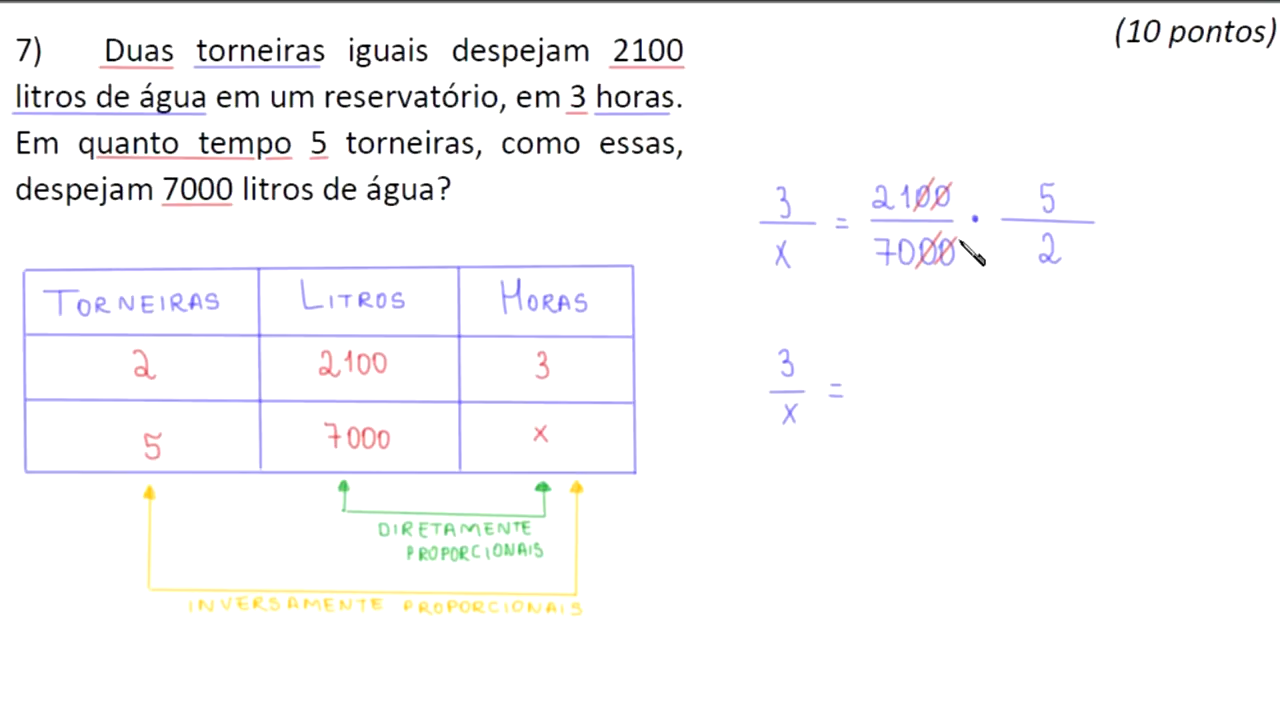 (10 pontos)
7) Duas torneiras iguais despejam 2100
litros de água em um reservatório, em 3 horas.
Em quanto tempo 5 torneiras, como essas,
despejam 7000 litros de água?
3/x = 2100/7000 · 5/2
3/x =
TORNEIRAS LITROS HORAS
2 2100 3
5 7000 x
DIRETAMENTE
PROPORCIONAIS
INVERSAMENTE PROPORCIONAIS